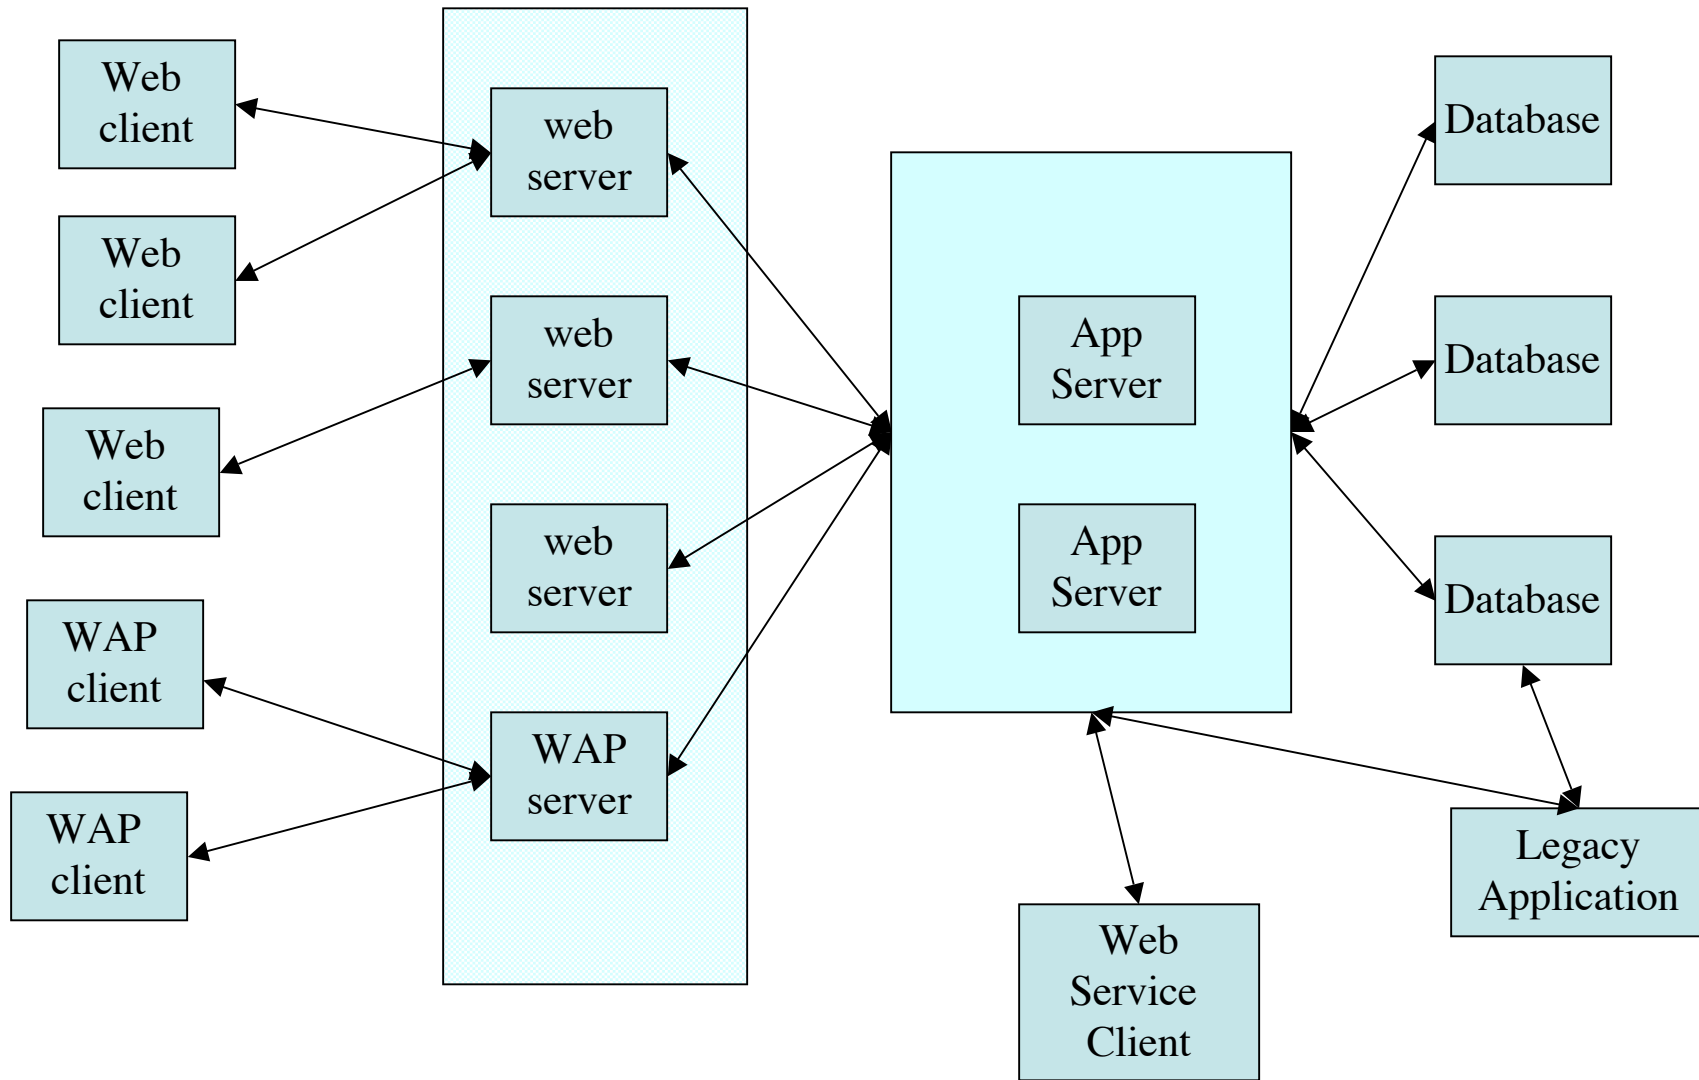 Web
client
Web
client
Web
client
WAP
client
WAP
client
web
server
web
server
web
server
WAP
server
App
Server
App
Server
Database
Database
Database
Legacy
Application
Web
Service
Client